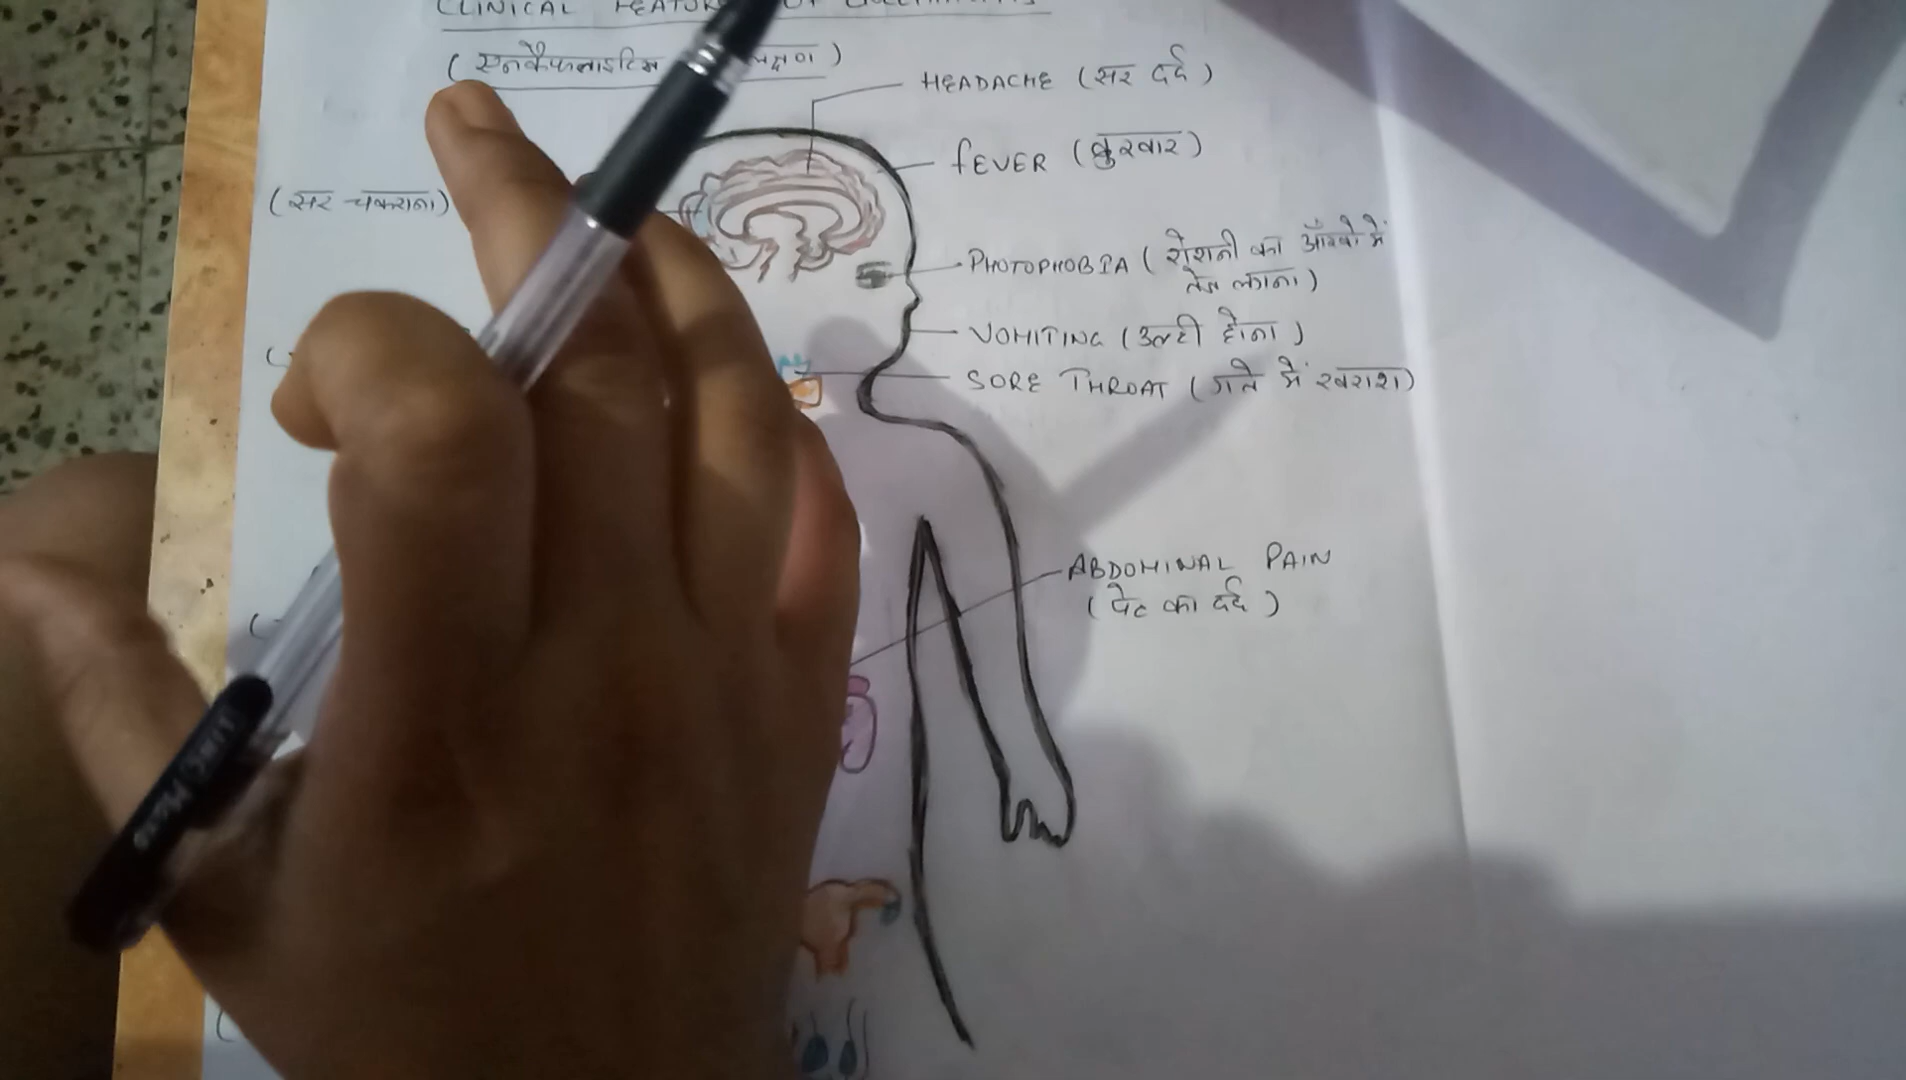 CLINICAL
(एनकैफलाइटिस
HEADACHE (सर दर्द)
fEVER (बुखार)
(सर चकराना)
PHOTOPHOBIA (रोशनी का आँखो में
तेज लगना)
VOMITING (उल्टी होना)
SORE THROAT (गले में खराश)
ABDOMINAL PAIN
(पेट का दर्द)